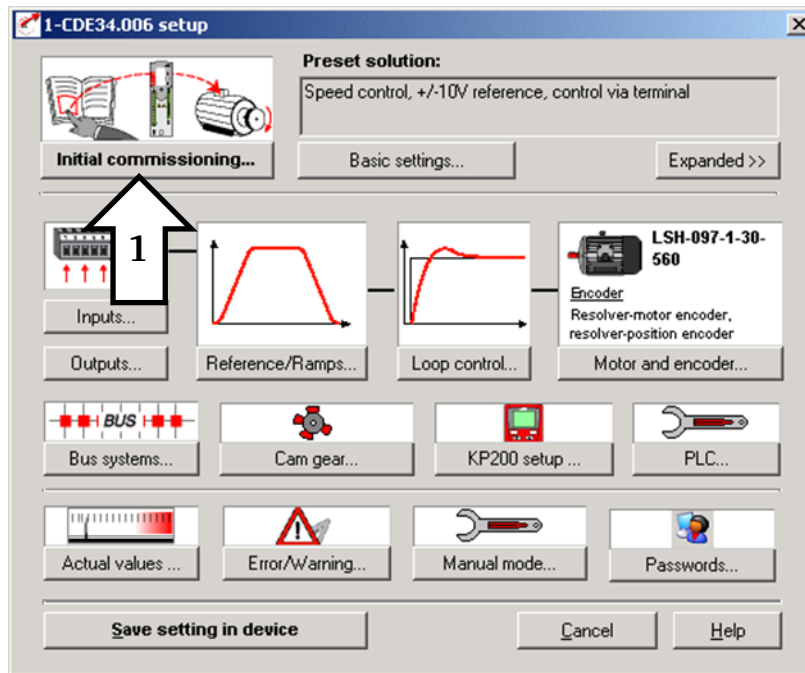 1-CDE34.006 setup
Preset solution:
Speed control, +/-10V reference, control via terminal
Initial commissioning...
Basic settings...
Expanded >>
1
LSH-097-1-30-
560
Encoder
Resolver-motor encoder,
resolver-position encoder
Inputs...
Outputs...
Reference/Ramps...
Loop control...
Motor and encoder...
BUS
Bus systems...
Cam gear...
KP200 setup ...
PLC...
Actual values ...
Error/Warning...
Manual mode...
Passwords...
Save setting in device
Cancel
Help